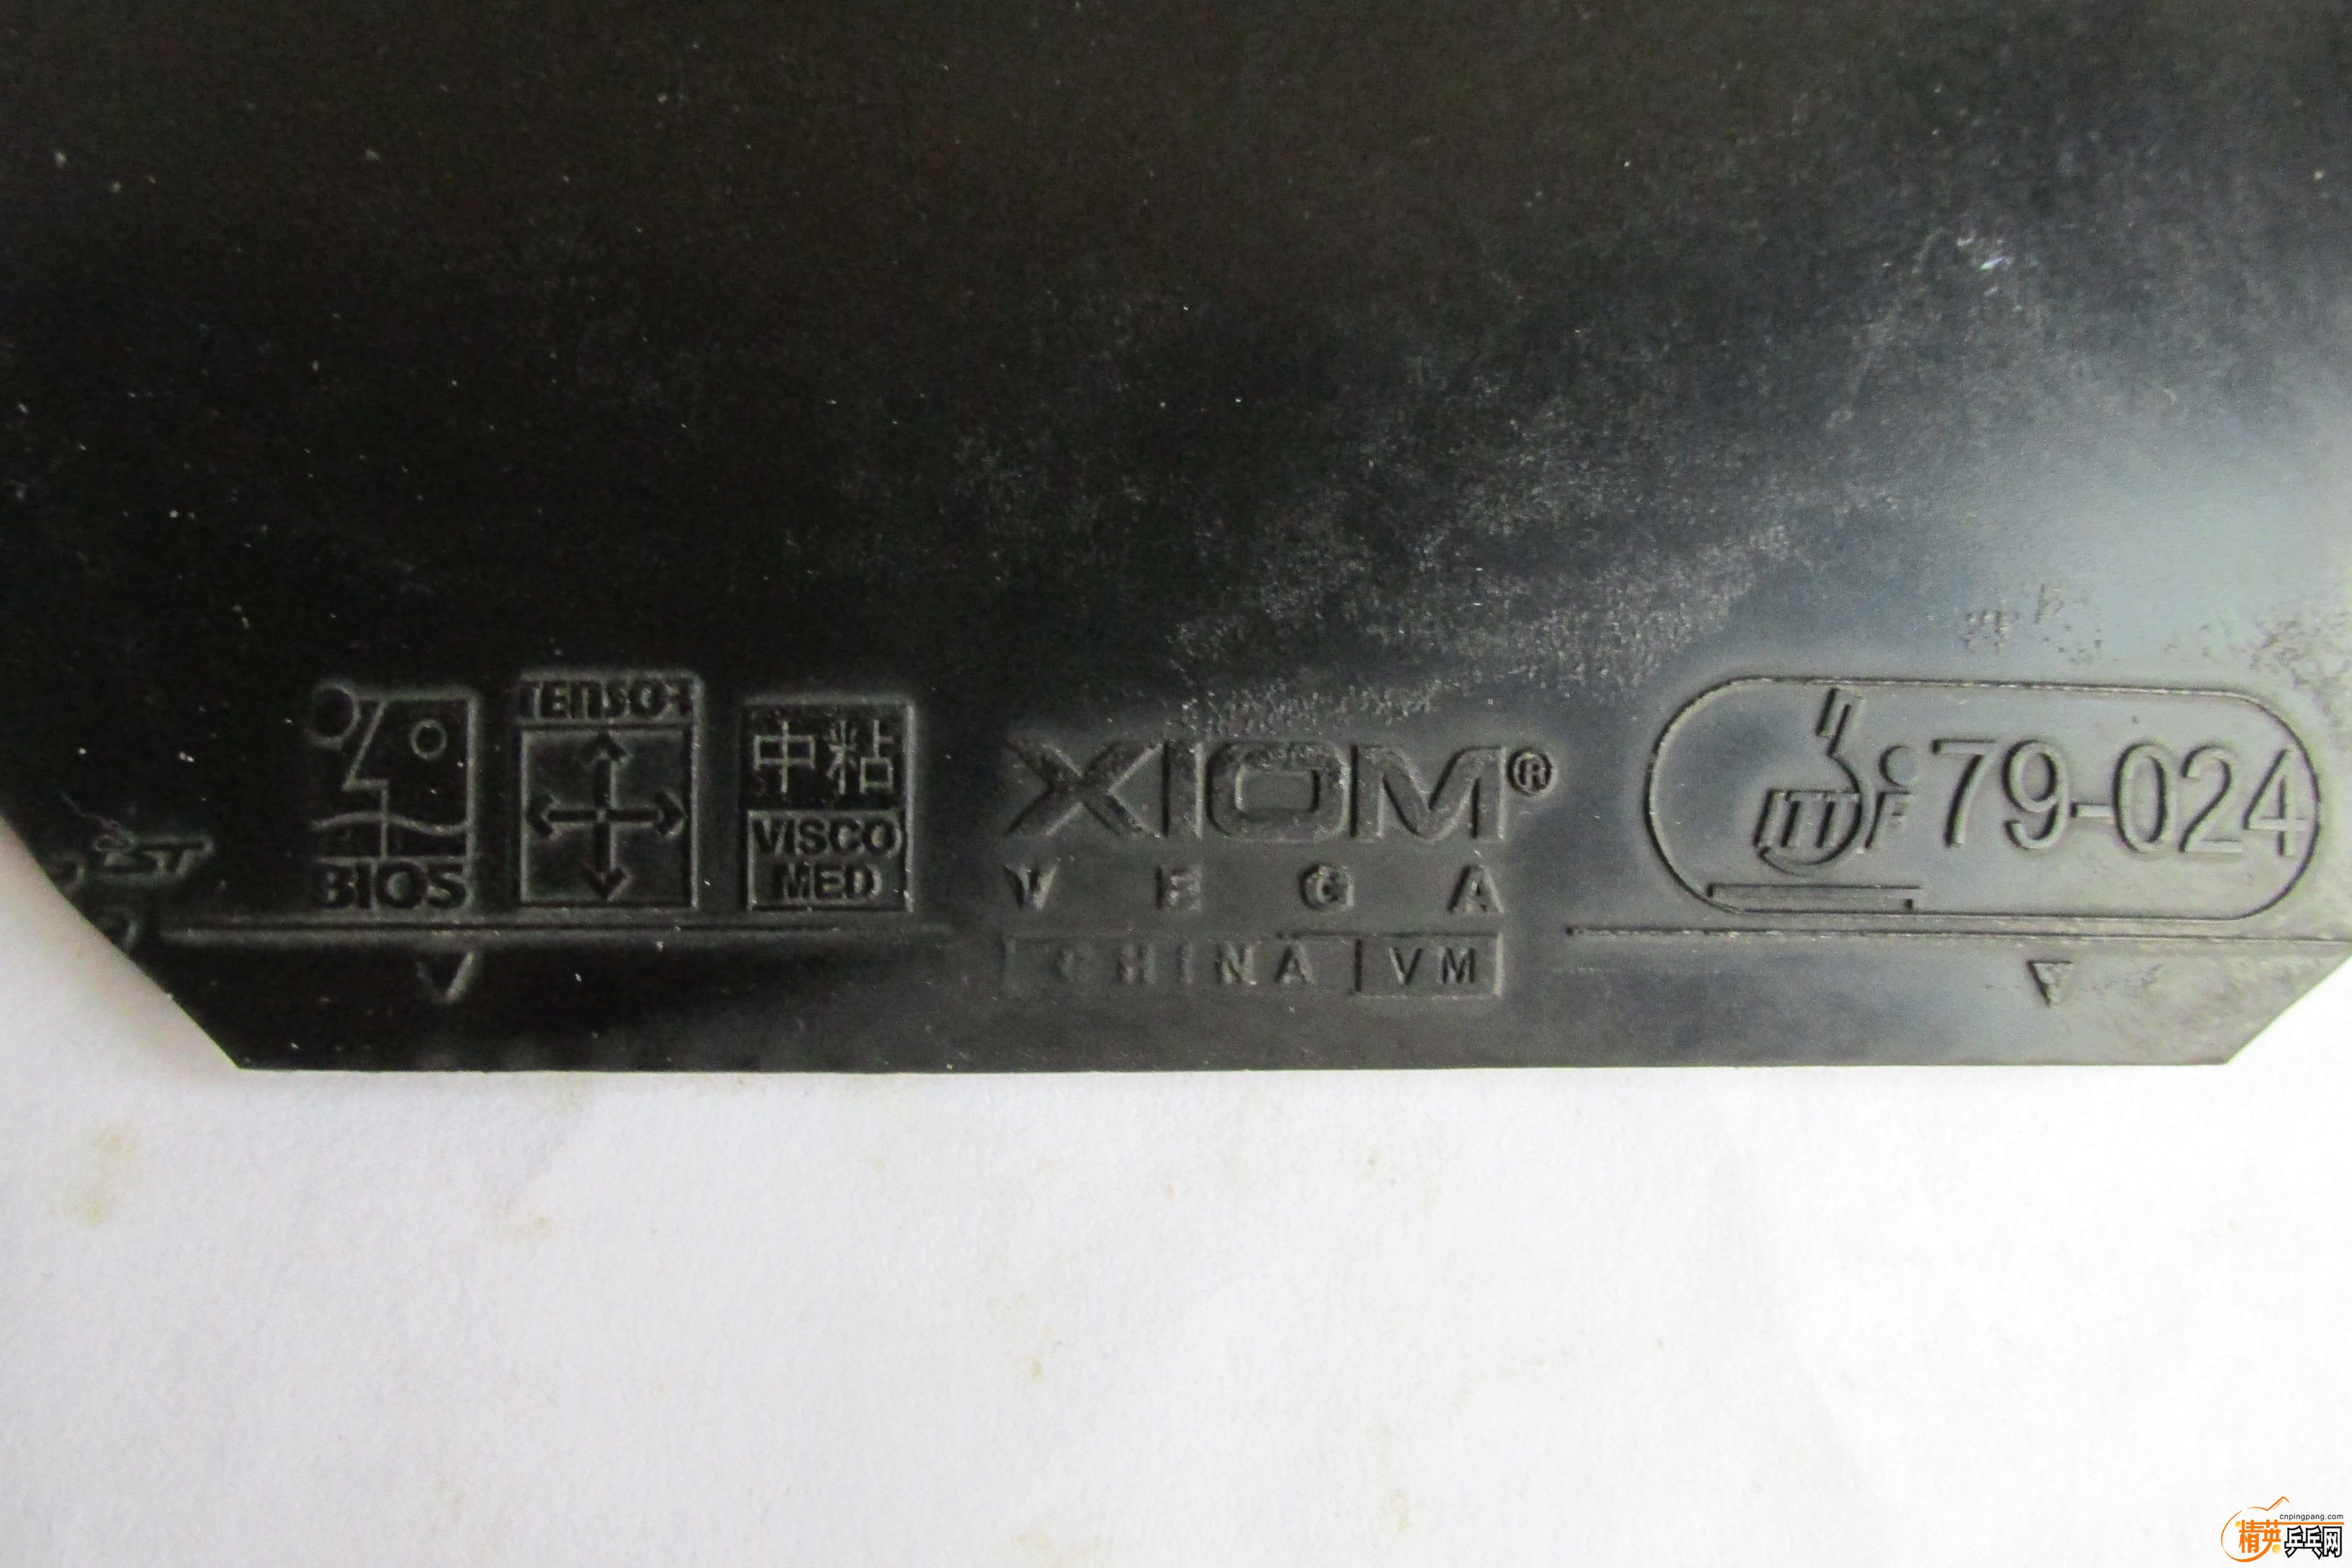 TENSOR
BIOS
中粘
VISCO
MED
XIOM®
VEGA
CHINA VM
ITTF 79-024
cnpingpang.com
精英乒乓网